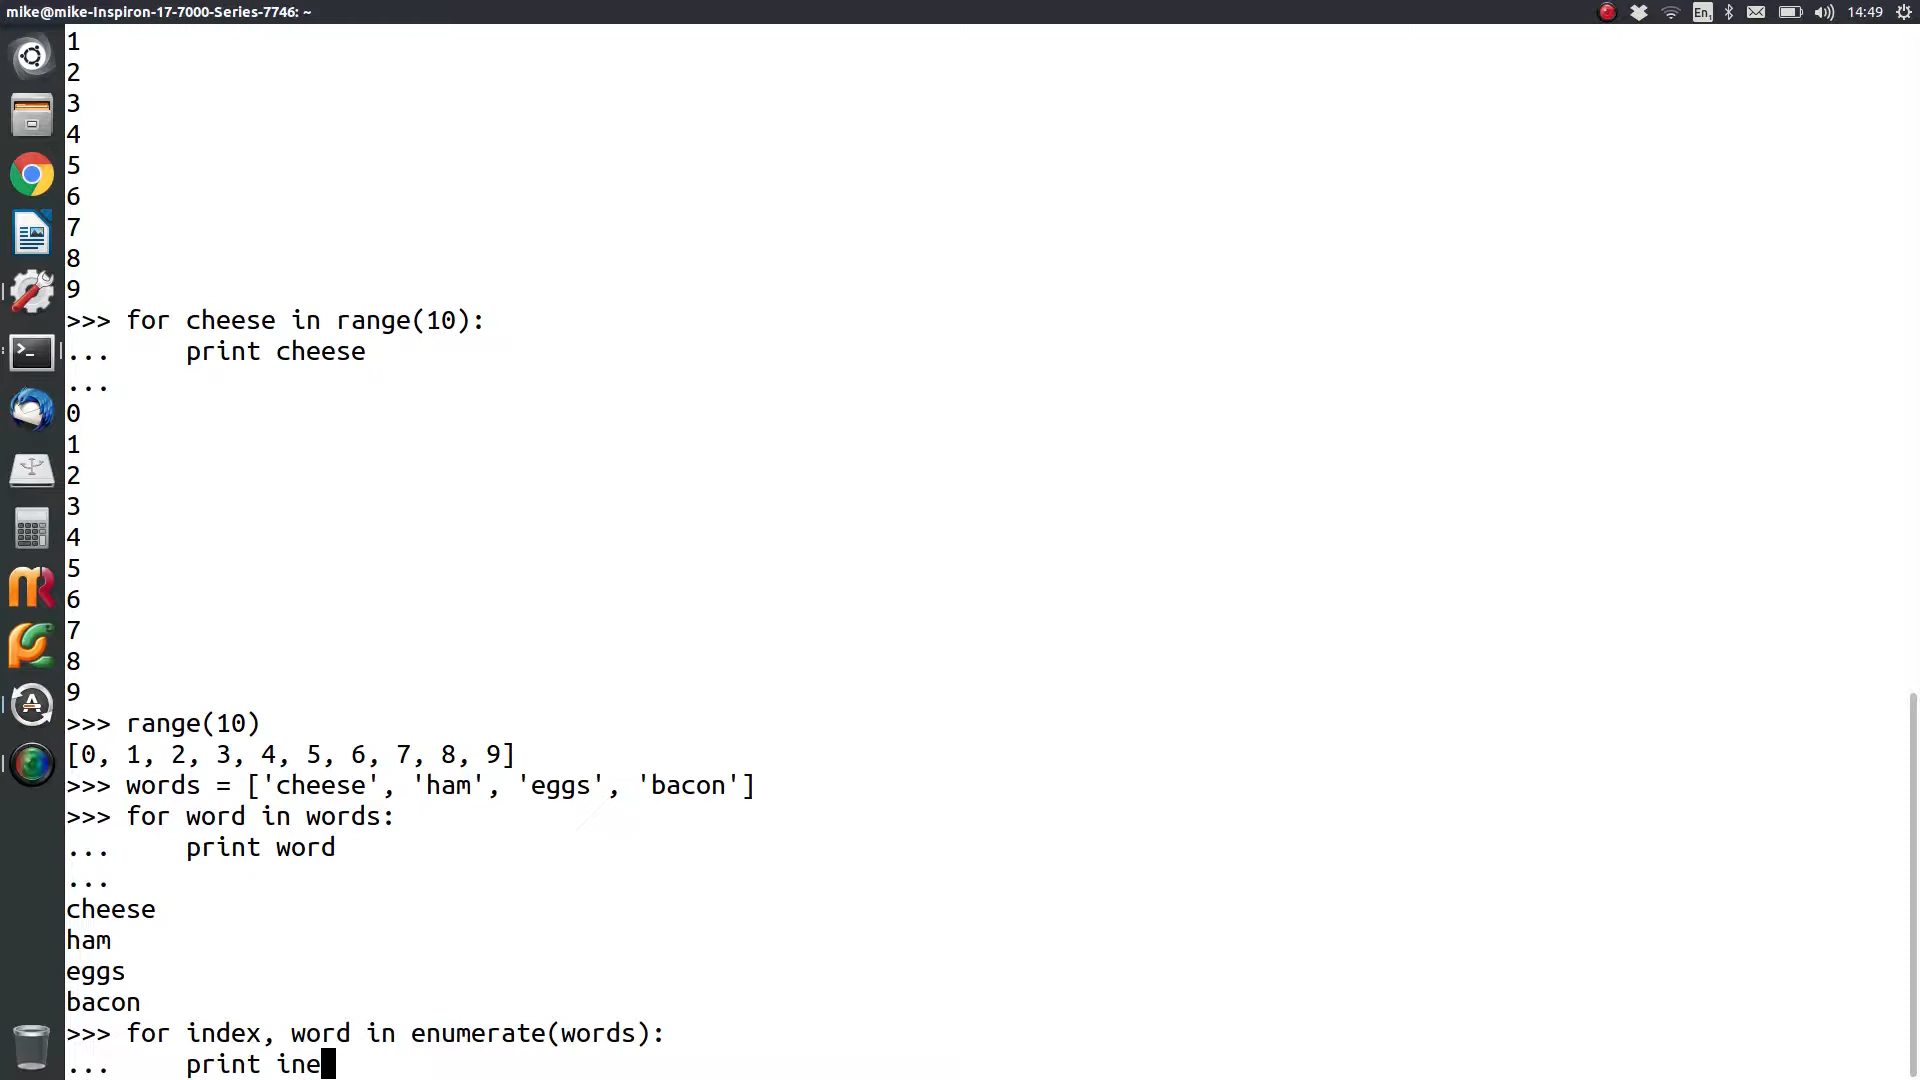 mike@mike-Inspiron-17-7000-Series-7746: ~
En1
14:49
1
2
3
4
5
6
7
8
9
>>> for cheese in range(10):
...     print cheese
...
0
1
2
3
4
5
6
7
8
9
>>> range(10)
[0, 1, 2, 3, 4, 5, 6, 7, 8, 9]
>>> words = ['cheese', 'ham', 'eggs', 'bacon']
>>> for word in words:
...     print word
...
cheese
ham
eggs
bacon
>>> for index, word in enumerate(words):
...     print ine